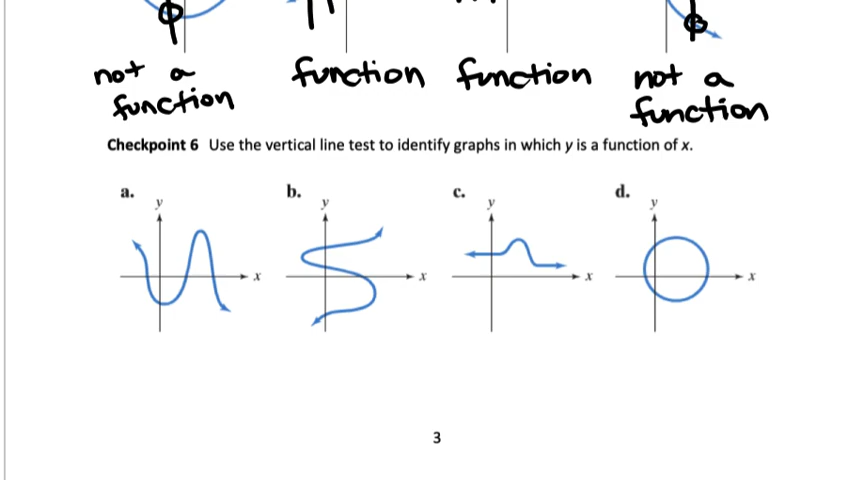 not a function
function
function
not a function
Checkpoint 6 Use the vertical line test to identify graphs in which y is a function of x.
a. b. c. d.
y y y y
x x x x
3